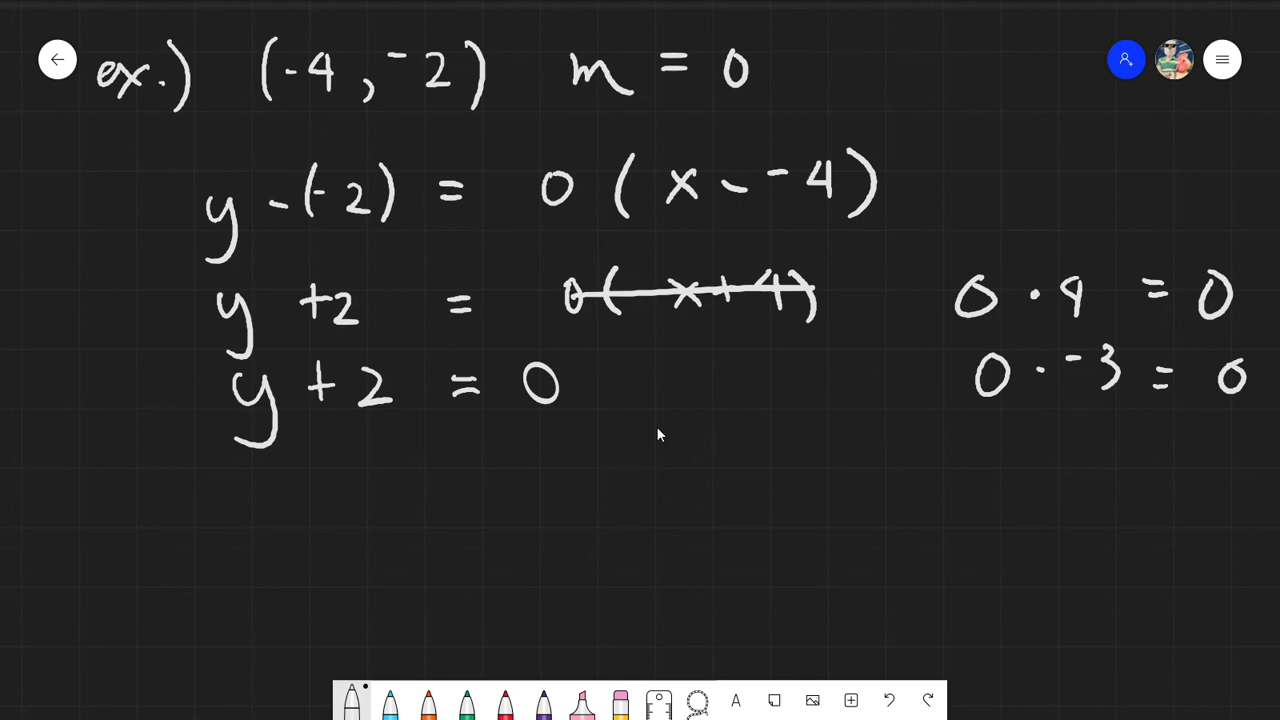 ex.) (-4, -2) m = 0
y -(-2) = 0 ( x - -4)
y +2 = 0( x+4)
0 · 9 = 0
y + 2 = 0
0 · -3 = 0
A